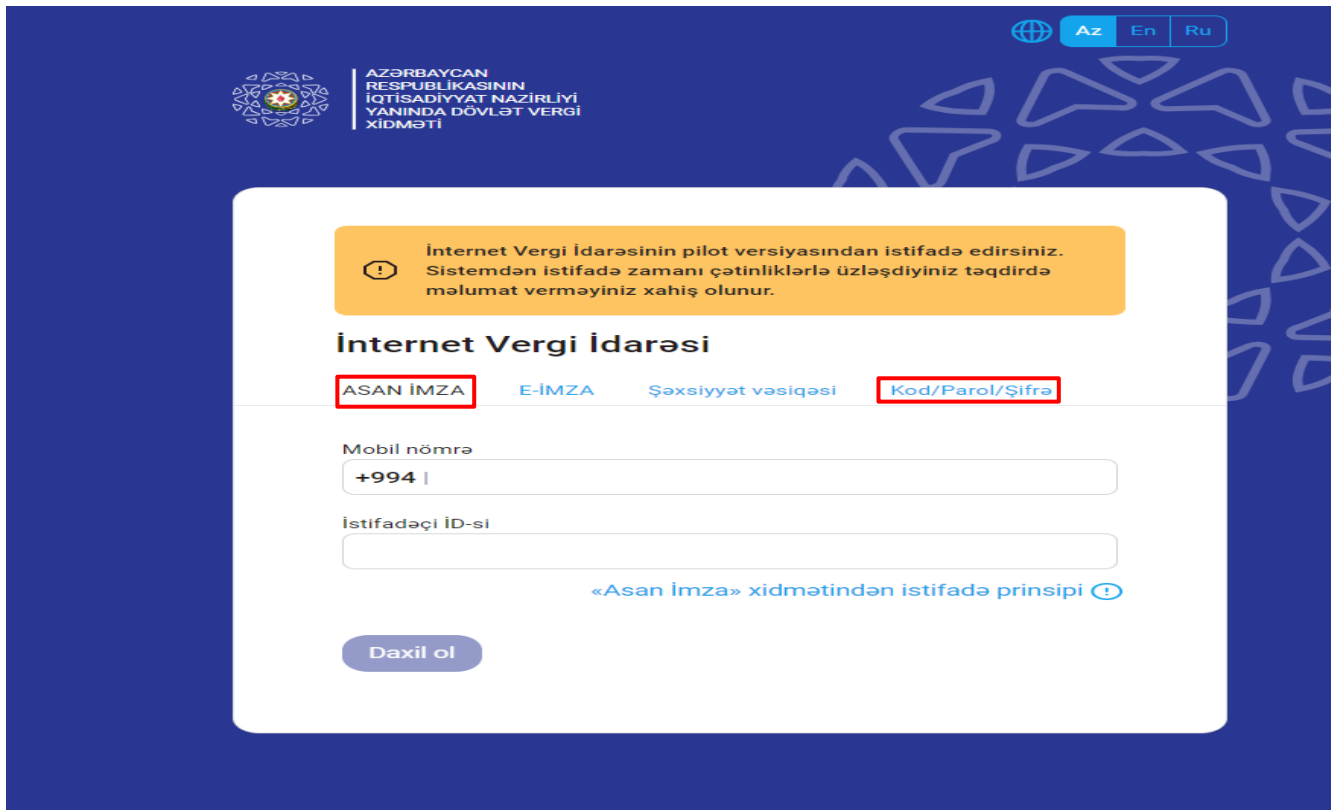 Az En Ru
AZƏRBAYCAN
RESPUBLİKASININ
İQTİSADİYYAT NAZİRLİYİ
YANINDA DÖVLƏT VERGİ
XİDMƏTİ
İnternet Vergi İdarəsinin pilot versiyasından istifadə edirsiniz.
Sistemdən istifadə zamanı çətinliklərlə üzləşdiyiniz təqdirdə
məlumat verməyiniz xahiş olunur.
İnternet Vergi İdarəsi
ASAN İMZA E-İMZA Şəxsiyyət vəsiqəsi Kod/Parol/Şifrə
Mobil nömrə
+994
İstifadəçi İD-si
«Asan İmza» xidmətindən istifadə prinsipi
Daxil ol